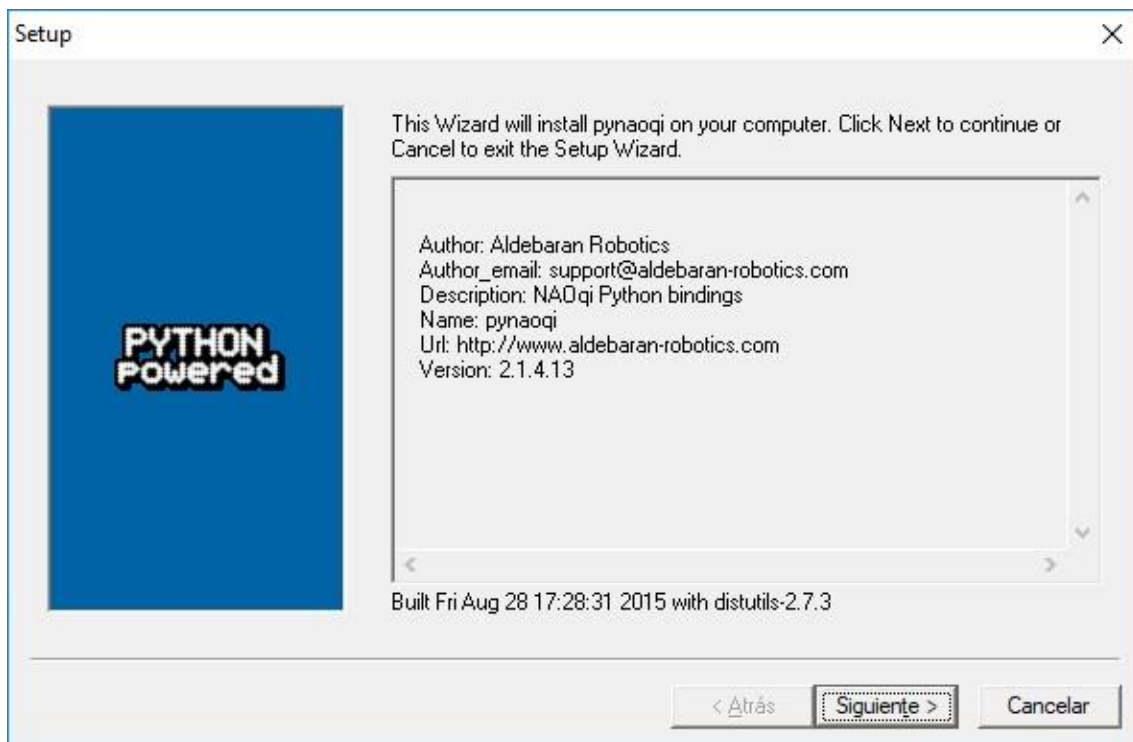 Setup
This Wizard will install pynaoqi on your computer. Click Next to continue or
Cancel to exit the Setup Wizard.
PYTHON
powered
Author: Aldebaran Robotics
Author_email: support@aldebaran-robotics.com
Description: NAOqi Python bindings
Name: pynaoqi
Url: http://www.aldebaran-robotics.com
Version: 2.1.4.13
Built Fri Aug 28 17:28:31 2015 with distutils-2.7.3
< Atrás
Siguiente >
Cancelar